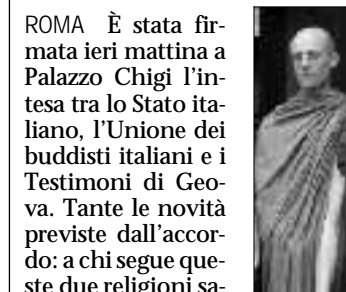 ROMA È stata fir-
mata ieri mattina a
Palazzo Chigi l'in-
tesa tra lo Stato ita-
liano, l'Unione dei
buddisti italiani e i
Testimoni di Geo-
va. Tante le novità
previste dall'accor-
do: a chi segue que-
ste due religioni sa-